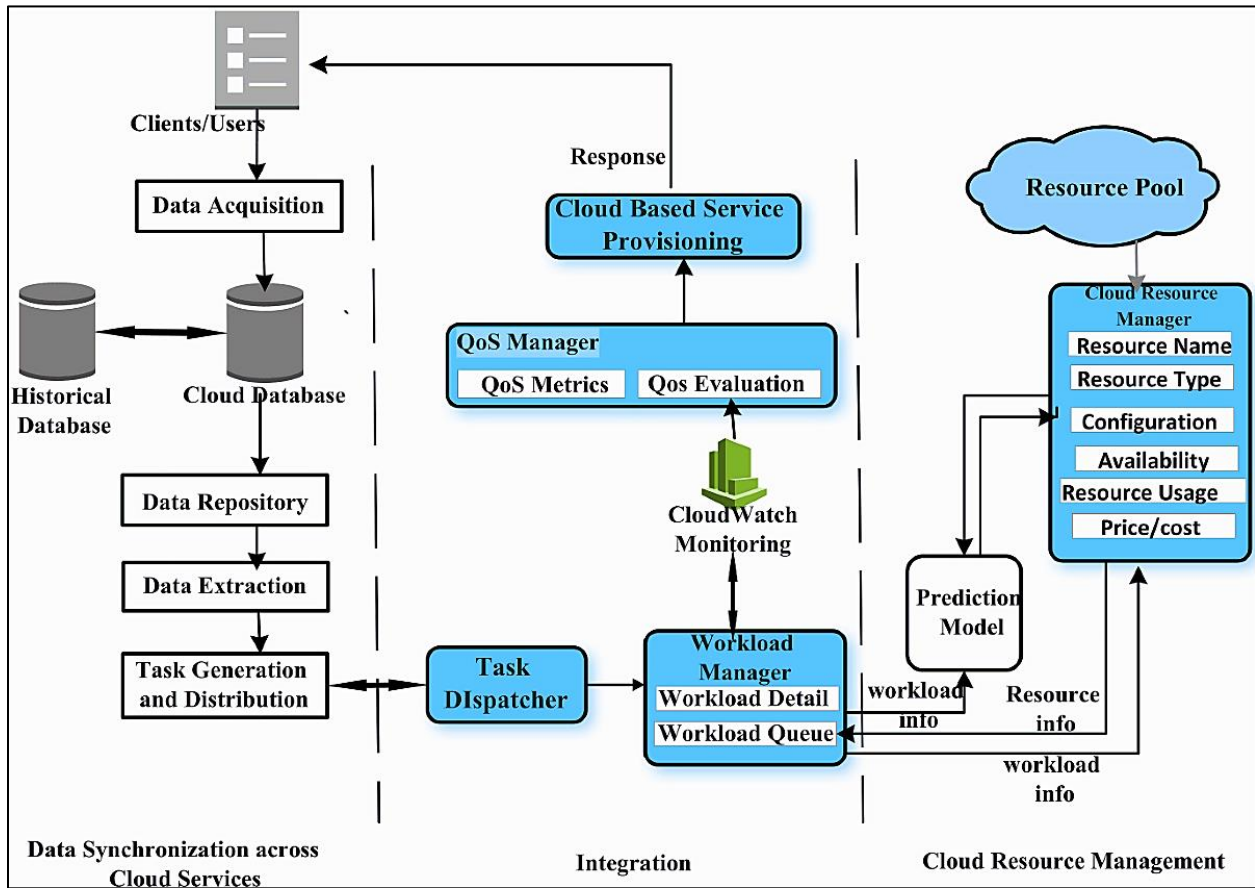 Clients/Users
Data Acquisition
Historical
Database
Cloud Database
Data Repository
Data Extraction
Task Generation
and Distribution
Data Synchronization across
Cloud Services
Response
Cloud Based Service
Provisioning
QoS Manager
QoS Metrics
Qos Evaluation
CloudWatch
Monitoring
Task
DIspatcher
Workload
Manager
Workload Detail
Workload Queue
Integration
Resource Pool
Cloud Resource
Manager
Resource Name
Resource Type
Configuration
Availability
Resource Usage
Price/cost
Prediction
Model
workload
info
Resource
info
workload
info
Cloud Resource Management